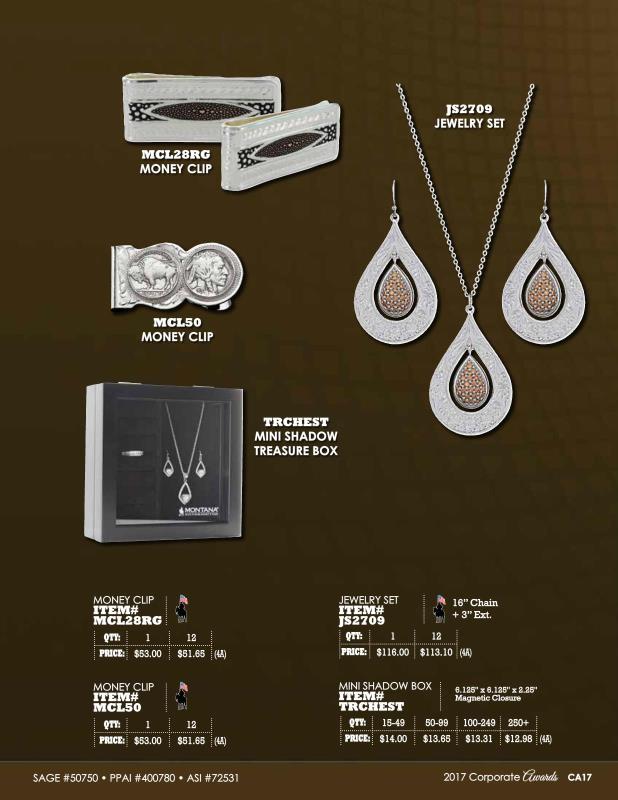 JS2709
JEWELRY SET
MCL28RG
MONEY CLIP
MCL50
MONEY CLIP
TRCHEST
MINI SHADOW
TREASURE BOX
MONTANA
MONEY CLIP
ITEM#
MCL28RG
QTY: 1 12
PRICE: $53.00 $51.65 (4A)
MONEY CLIP
ITEM#
MCL50
QTY: 1 12
PRICE: $53.00 $51.65 (4A)
JEWELRY SET
ITEM#
JS2709
16" Chain
+ 3" Ext.
QTY: 1 12
PRICE: $116.00 $113.10 (4A)
MINI SHADOW BOX
ITEM#
TRCHEST
6.125" x 6.125" x 2.25"
Magnetic Closure
QTY: 15-49 50-99 100-249 250+
PRICE: $14.00 $13.65 $13.31 $12.98 (4A)
SAGE #50750 • PPAI #400780 • ASI #72531
2017 Corporate Awards CA17